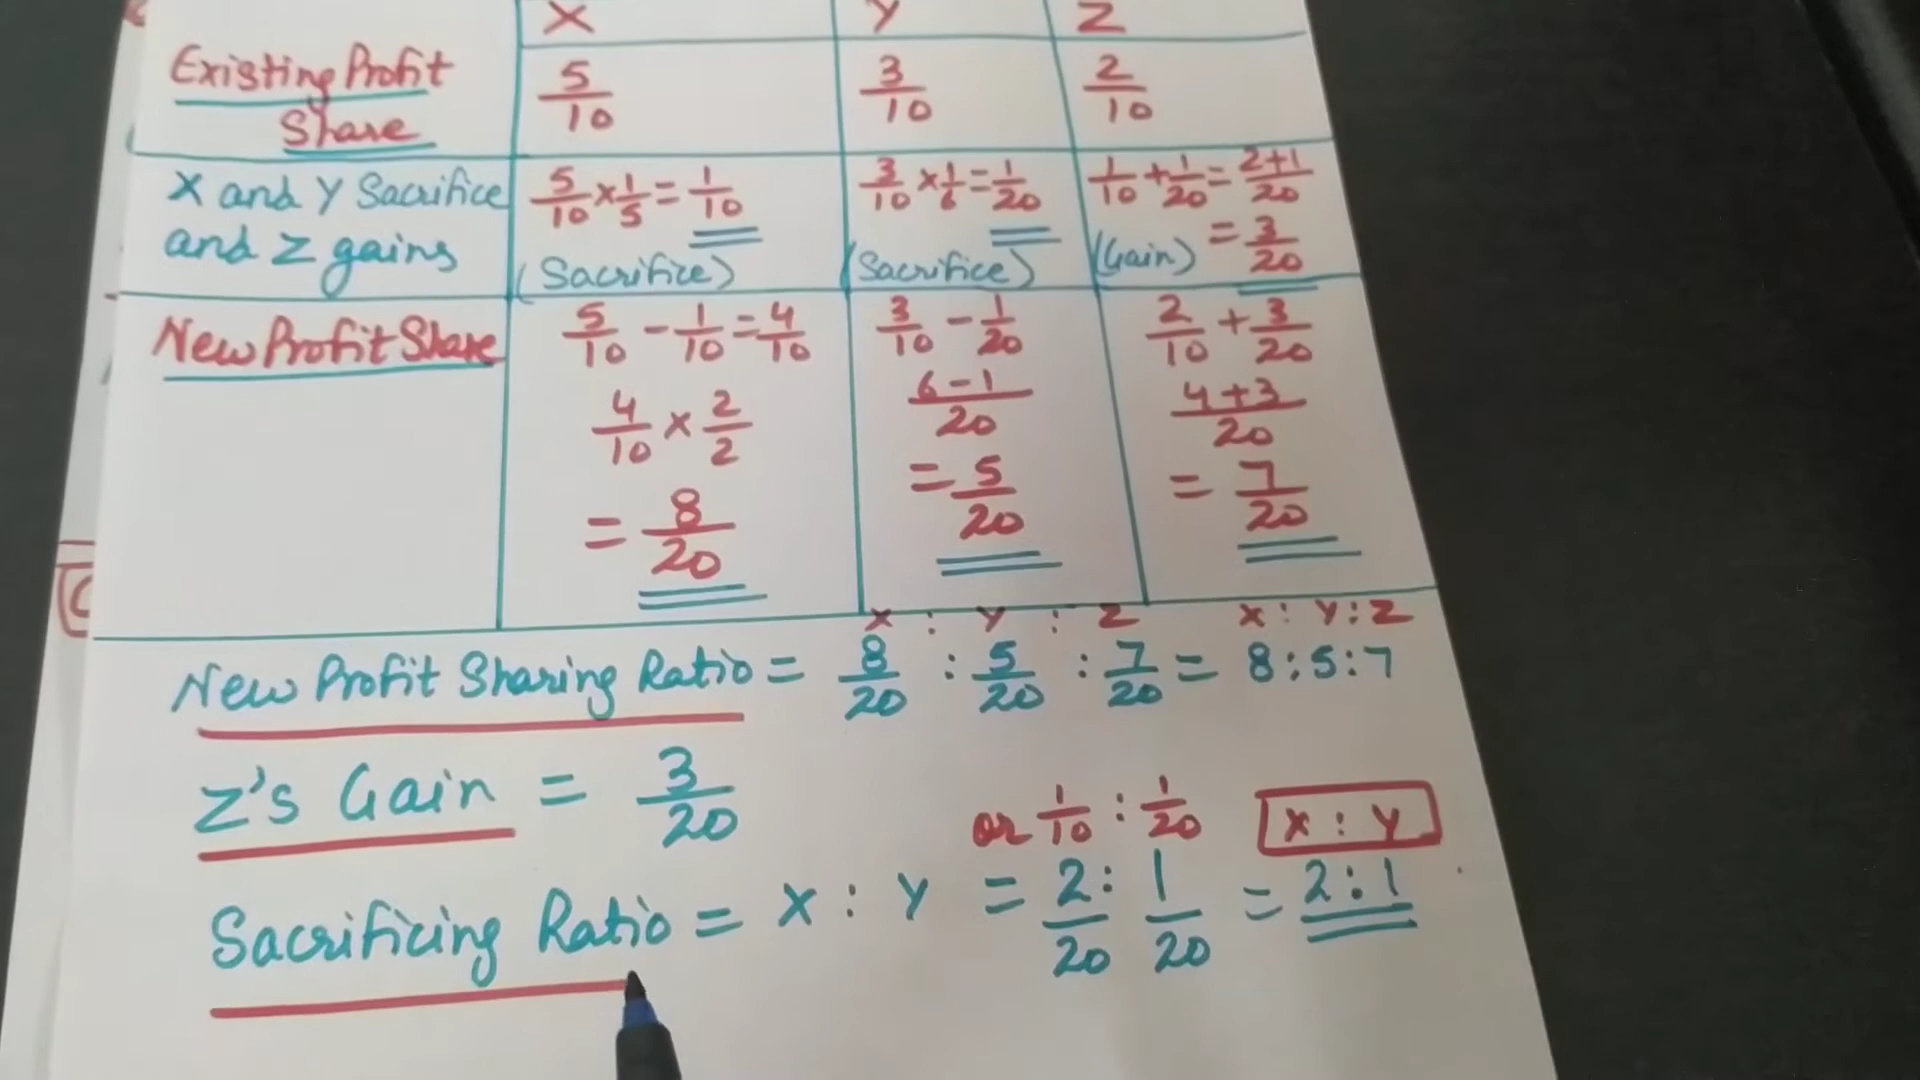 X Y Z
Existing Profit Share 5/10 3/10 2/10
X and Y Sacrifice and Z gains
5/10 × 1/5 = 1/10 (Sacrifice)
3/10 × 1/6 = 1/20 (Sacrifice)
1/10 + 1/20 = 2+1/20
(Gain) = 3/20
New Profit Share
5/10 - 1/10 = 4/10
4/10 × 2/2
= 8/20
3/10 - 1/20
6-1/20
= 5/20
2/10 + 3/20
4+3/20
= 7/20
X : Y : Z X : Y : Z
New Profit Sharing Ratio = 8/20 : 5/20 : 7/20 = 8:5:7
Z's Gain = 3/20
or 1/10 : 1/20 X : Y
Sacrificing Ratio = X : Y = 2/20 : 1/20 = 2:1